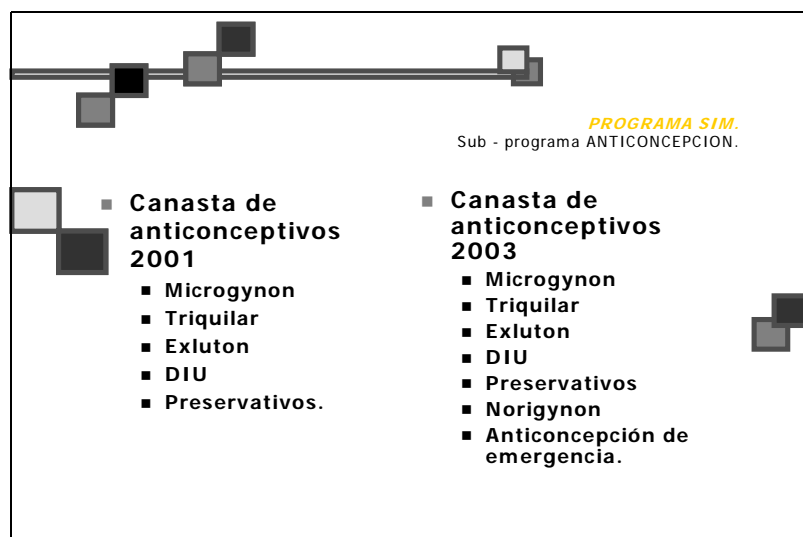 PROGRAMA SIM.
Sub - programa ANTICONCEPCION.
Canasta de
anticonceptivos
2001
Microgynon
Triquilar
Exluton
DIU
Preservativos.
Canasta de
anticonceptivos
2003
Microgynon
Triquilar
Exluton
DIU
Preservativos
Norigynon
Anticoncepción de
emergencia.